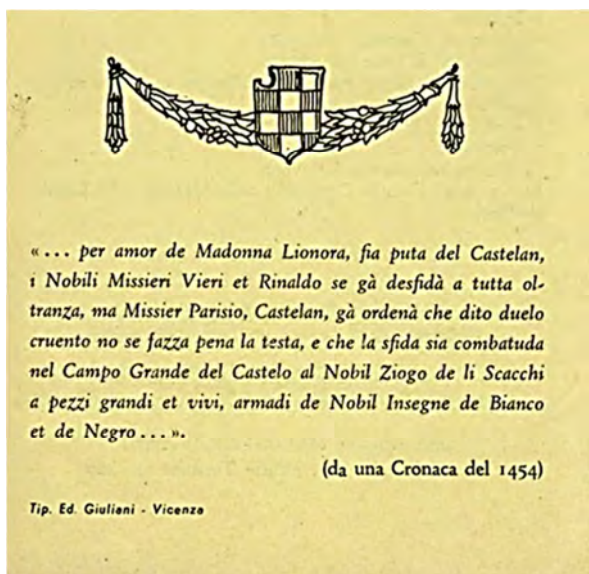 «... per amor de Madonna Lionora, fia puta del Castelan,
i Nobili Missieri Vieri et Rinaldo se gà desfidà a tutta ol-
tranza, ma Missier Parisio, Castelan, gà ordenà che dito duelo
cruento no se fazza pena la testa, e che la sfida sia combatuda
nel Campo Grande del Castelo al Nobil Ziogo de li Scacchi
a pezzi grandi et vivi, armadi de Nobil Insegne de Bianco
et de Negro...».
(da una Cronaca del 1454)
Tip. Ed. Giuliani - Vicenza